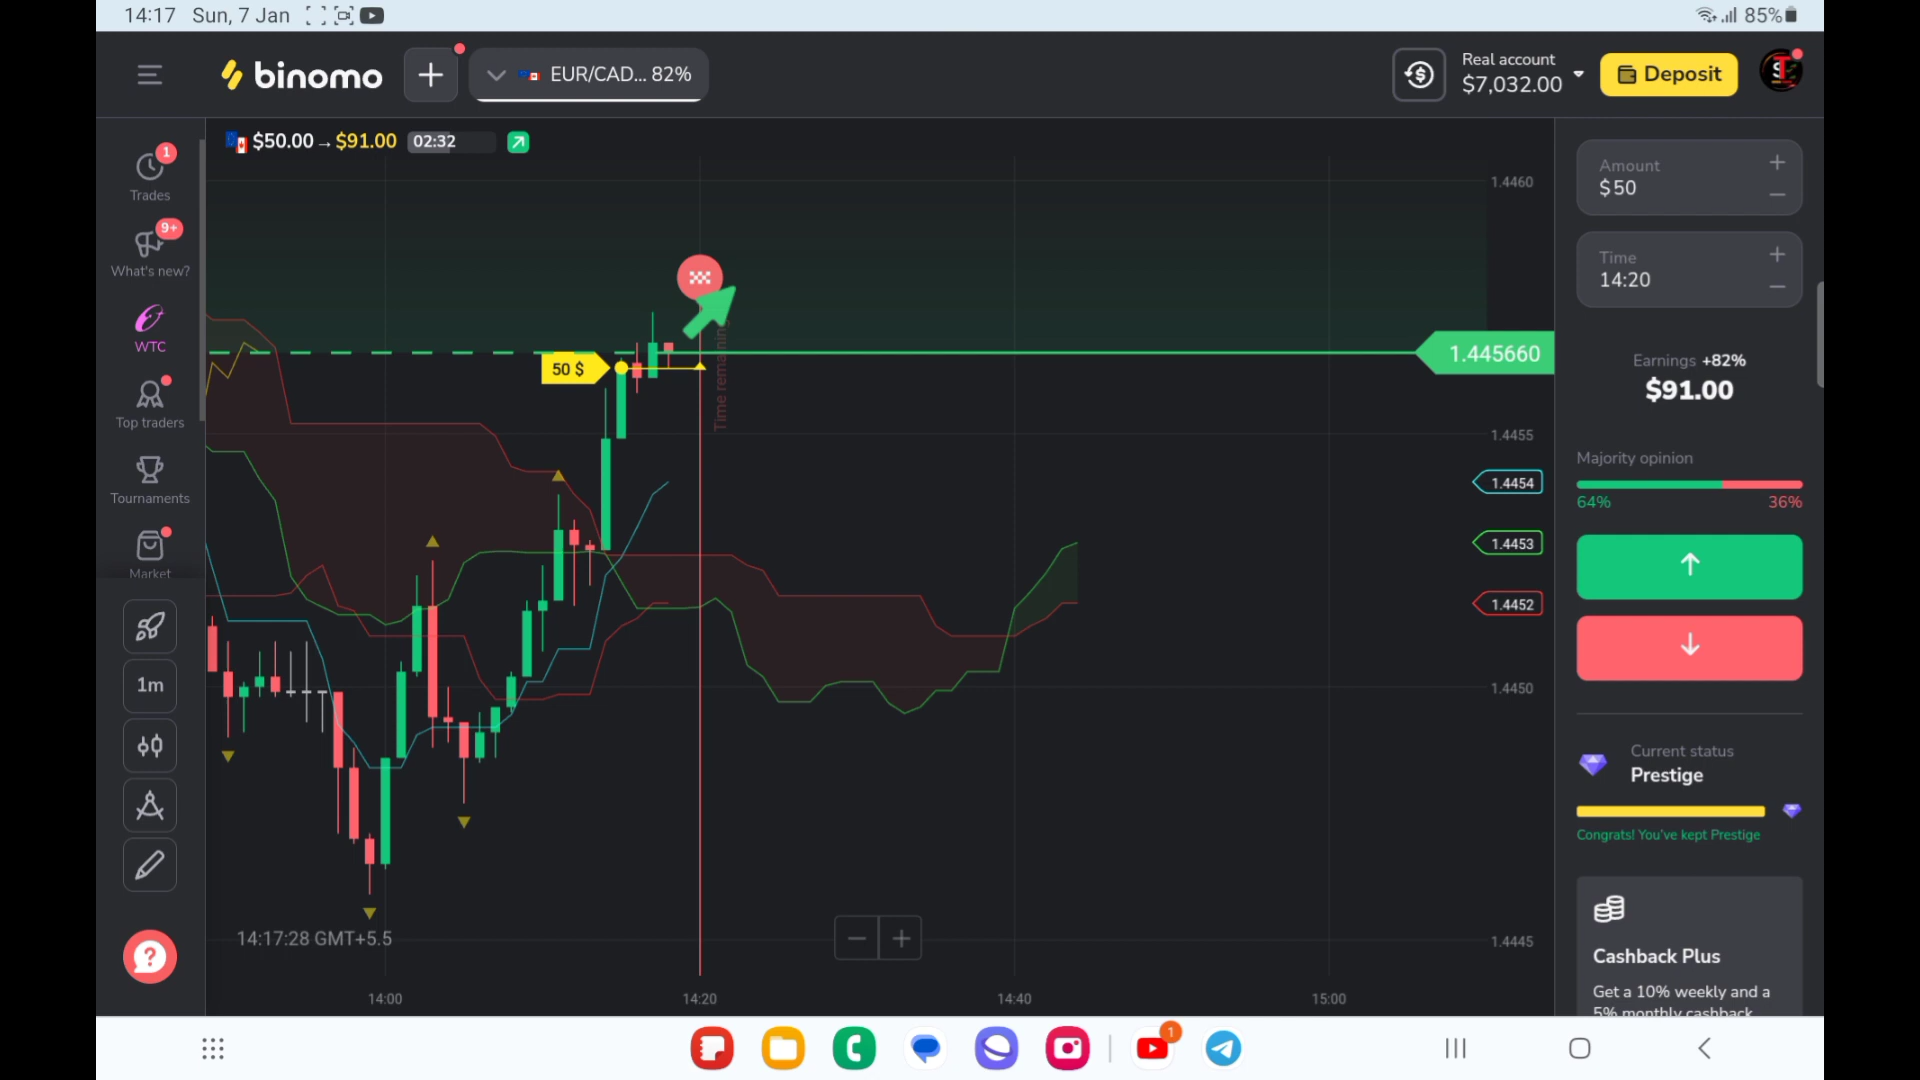 14:17 Sun, 7 Jan
85%
binomo
EUR/CAD... 82%
Real account
$7,032.00
Deposit
$50.00 → $91.00 02:32
Trades
1
What's new?
9+
WTC
Top traders
Tournaments
Market
1m
1.4460
50 $
Time remaining
1.445660
1.4455
1.4454
1.4453
1.4452
1.4450
1.4445
14:17:28 GMT+5.5
14:00
14:20
14:40
15:00
Amount
$50
Time
14:20
Earnings +82%
$91.00
Majority opinion
64%
36%
Current status
Prestige
Congrats! You've kept Prestige
Cashback Plus
Get a 10% weekly and a
5% monthly cashback
1